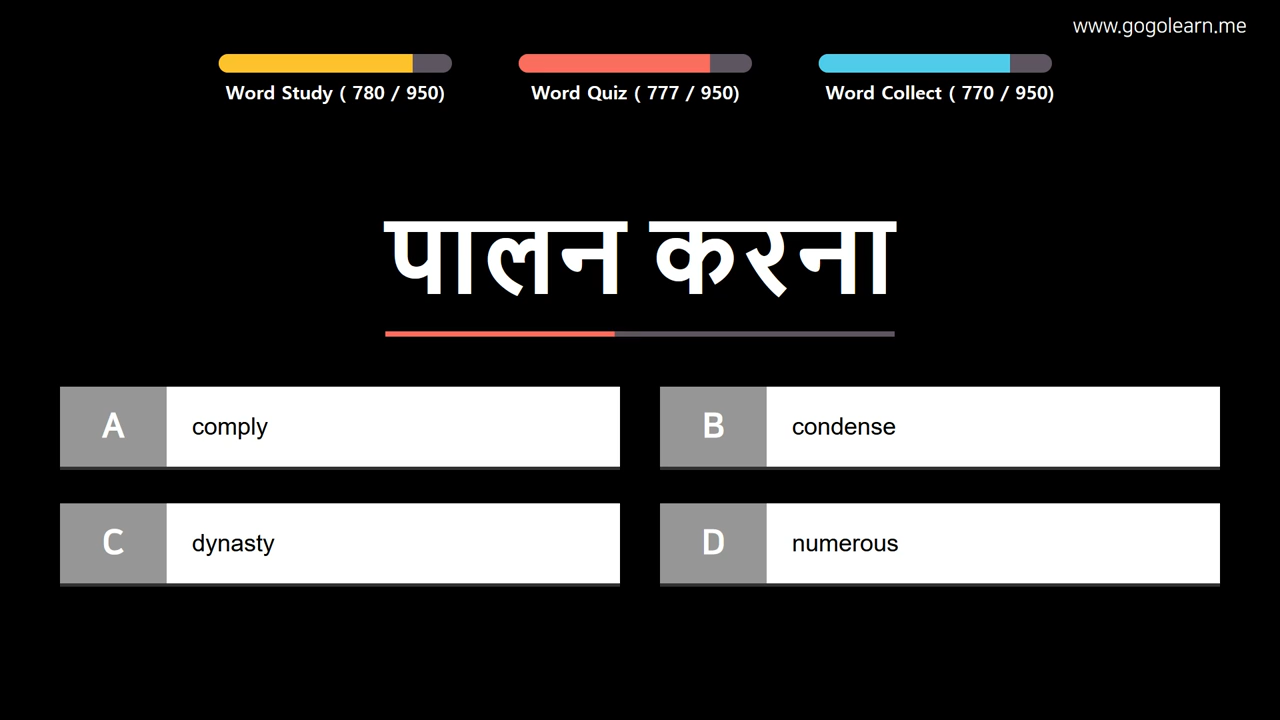 www.gogolearn.me
Word Study ( 780 / 950)
Word Quiz ( 777 / 950)
Word Collect ( 770 / 950)
पालन करना
A comply
B condense
C dynasty
D numerous